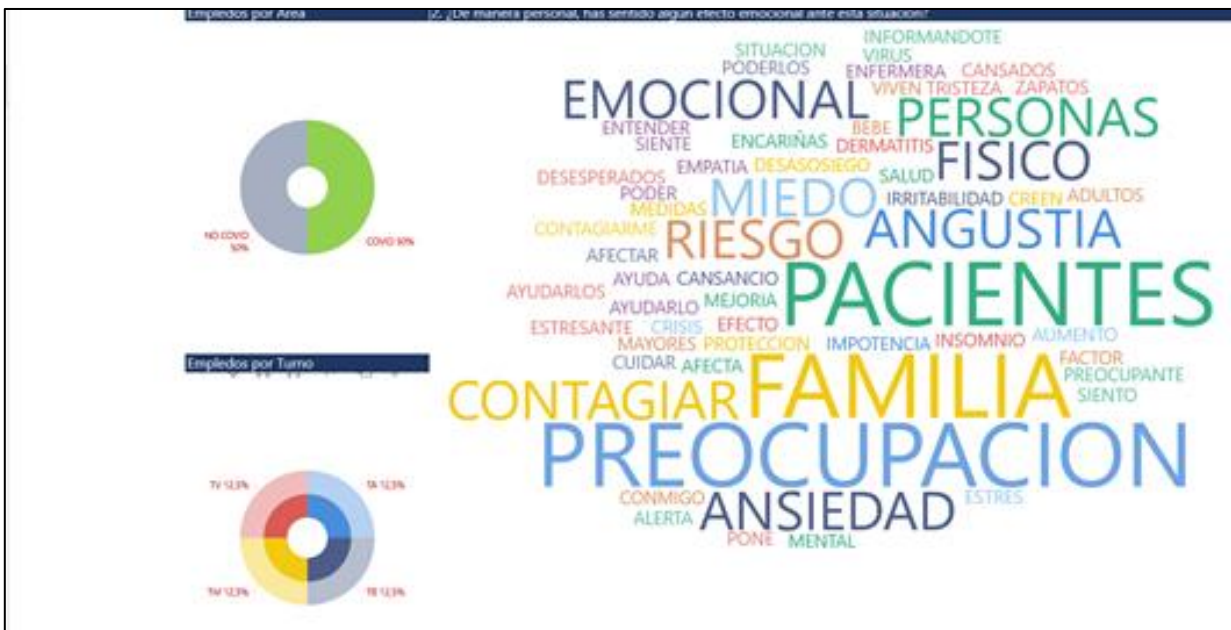 Empledos por Área
2. ¿De manera personal, has sentido algún efecto emocional ante esta situación?
INFORMANDOTE
SITUACION VIRUS
PODERLOS ENFERMERA CANSADOS
EMOCIONAL VIVEN TRISTEZA ZAPATOS
PERSONAS
ENTENDER BEBE
SIENTE ENCARIÑAS DERMATITIS FISICO
EMPATIA DESASOSIEGO SALUD
DESESPERADOS
PODER MIEDO IRRITABILIDAD CREEN ADULTOS
MEDIDAS
CONTAGIARME RIESGO ANGUSTIA
AFECTAR
AYUDA CANSANCIO PACIENTES
AYUDARLOS
AYUDARLO MEJORIA
ESTRESANTE CRISIS EFECTO
MAYORES PROTECCION IMPOTENCIA INSOMNIO AUMENTO
CUIDAR AFECTA FAMILIA FACTOR
PREOCUPANTE
CONTAGIAR SIENTO
PREOCUPACION
CONMIGO ANSIEDAD ESTRES
ALERTA
PONE MENTAL
NO COVID
50%
COVID 50%
Empledos por Turno
TV 12,5% TA 12,5%
TM 12,5% TB 12,5%